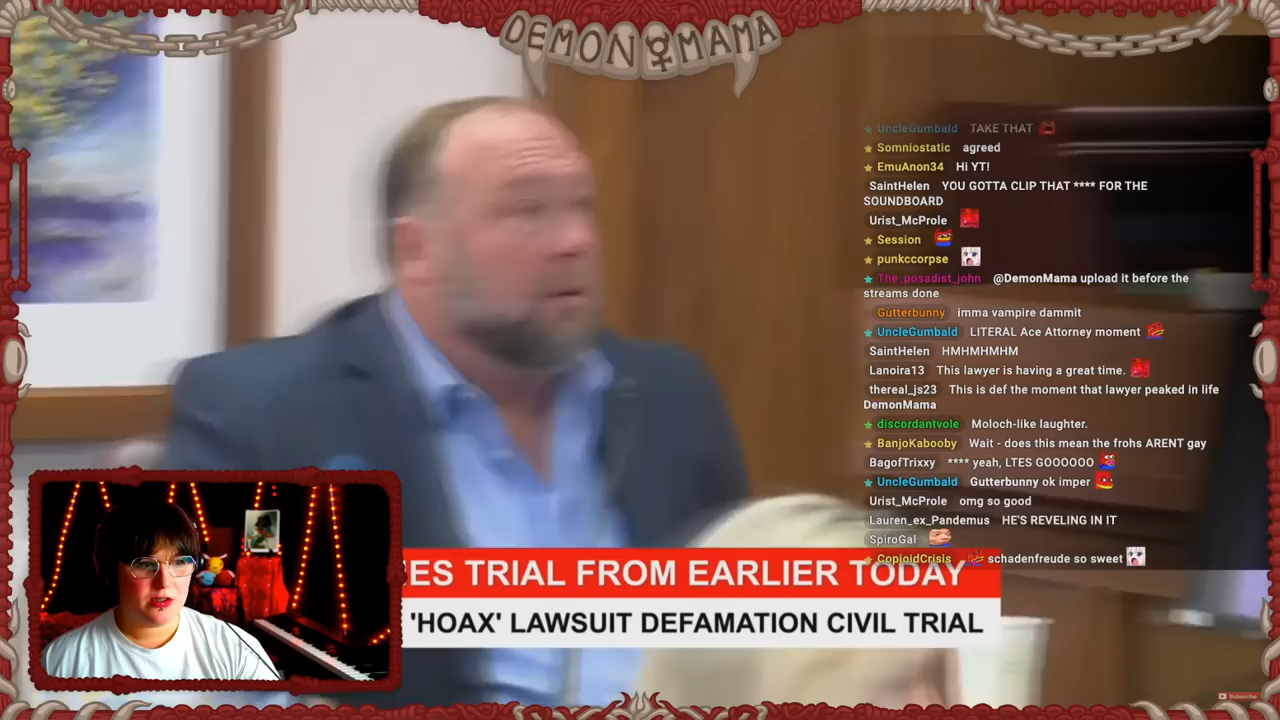 DEMON MAMA
UncleGumbald TAKE THAT
Somniostatic agreed
EmuAnon34 Hi YT!
SaintHelen YOU GOTTA CLIP THAT **** FOR THE
SOUNDBOARD
Urist_McProle
Session
punkccorpse
The_posadist_john @DemonMama upload it before the
streams done
Gutterbunny imma vampire dammit
UncleGumbald LITERAL Ace Attorney moment
SaintHelen HMHMHMHM
Lanoira13 This lawyer is having a great time.
thereal_js23 This is def the moment that lawyer peaked in life
DemonMama
discordantvole Moloch-like laughter.
BanjoKabooby Wait - does this mean the frohs ARENT gay
BagofTrixxy **** yeah, LTES GOOOOOO
UncleGumbald Gutterbunny ok imper
Urist_McProle omg so good
Lauren_ex_Pandemus HE'S REVELING IN IT
SpiroGal
CopioidCrisis schadenfreude so sweet
ES TRIAL FROM EARLIER TODAY
'HOAX' LAWSUIT DEFAMATION CIVIL TRIAL
Subscribe